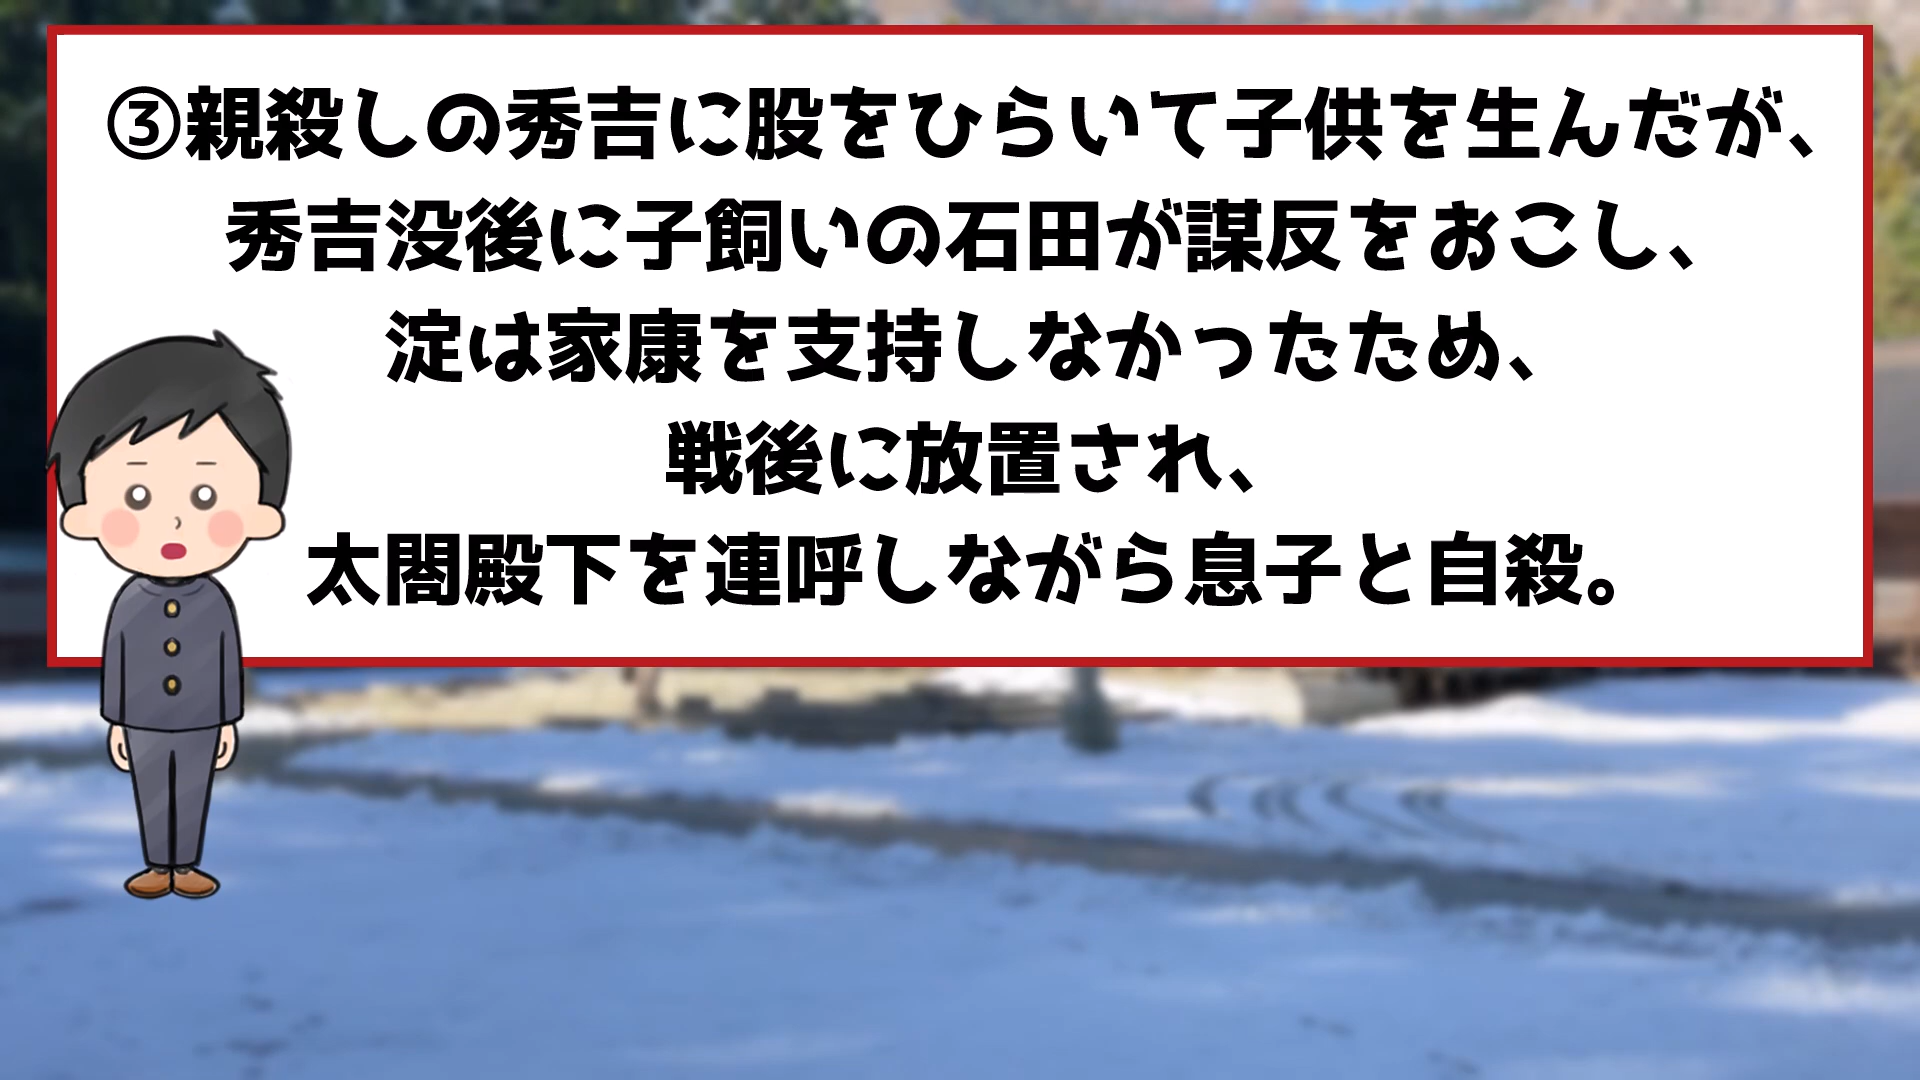 ③親殺しの秀吉に股をひらいて子供を生んだが、
秀吉没後に子飼いの石田が謀反をおこし、
淀は家康を支持しなかったため、
戦後に放置され、
太閤殿下を連呼しながら息子と自殺。